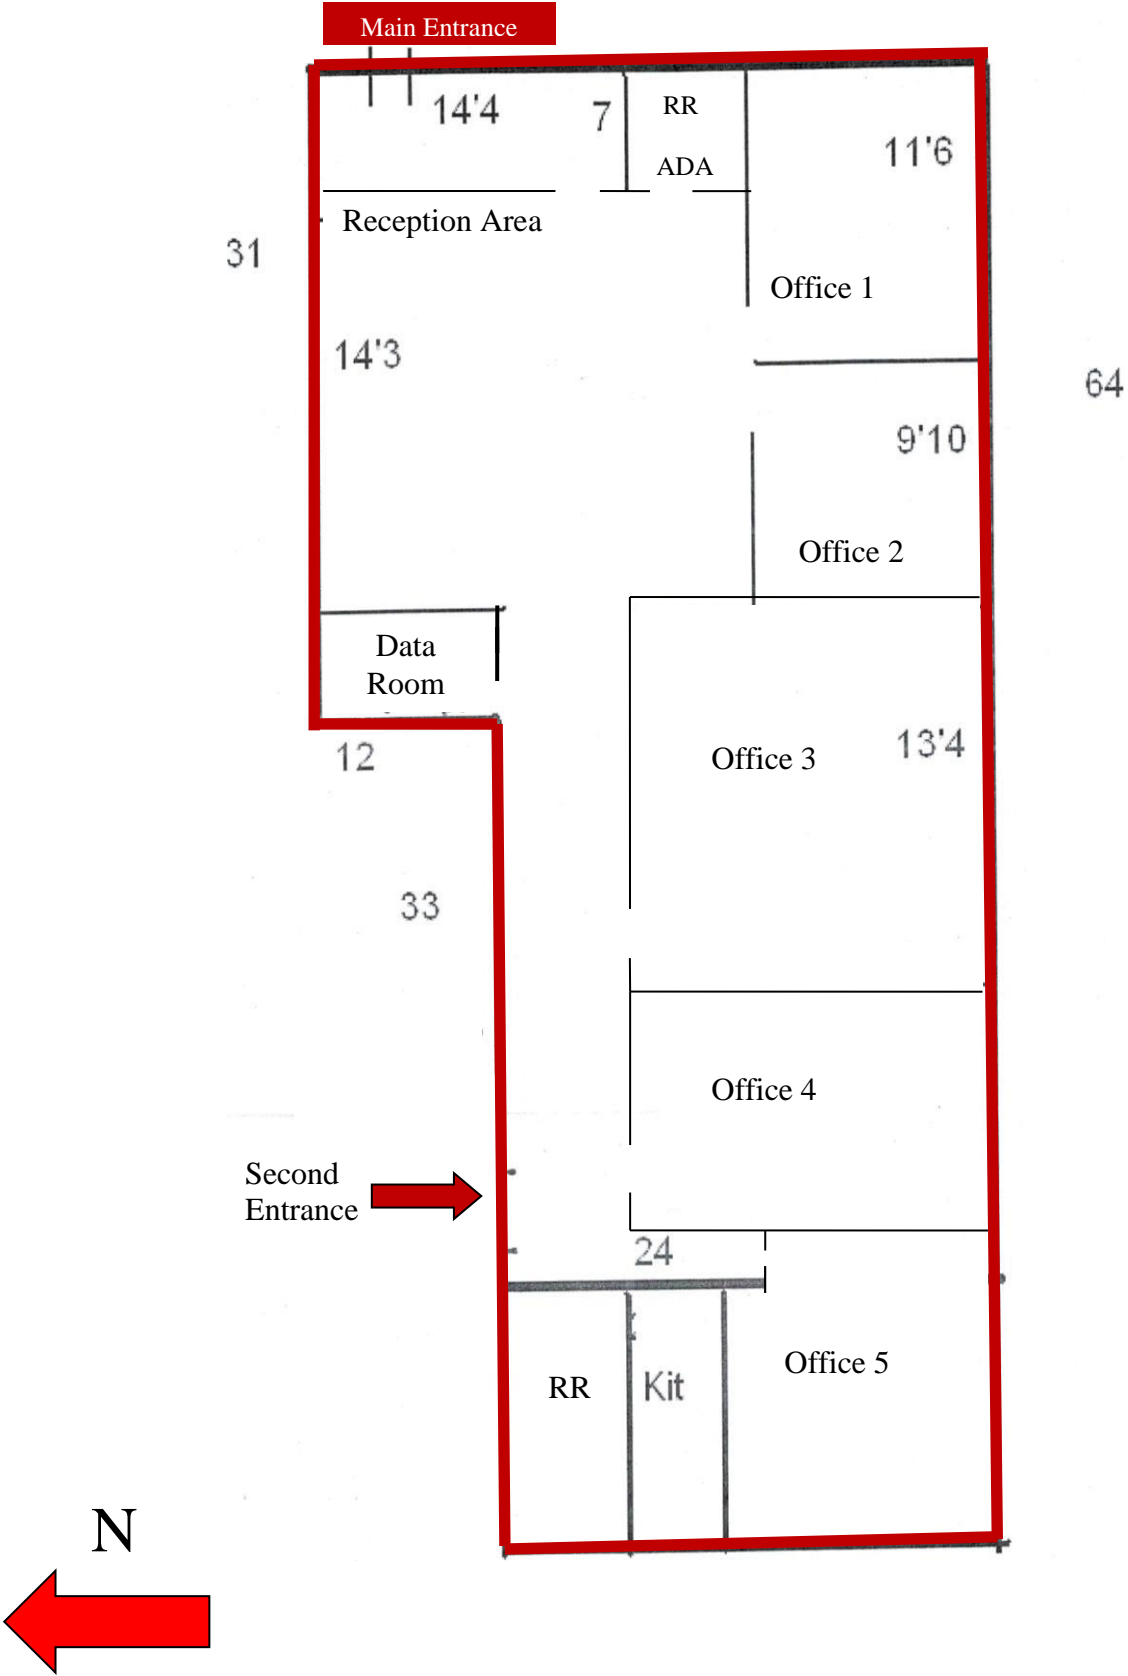 Main Entrance
14'4
7
RR
ADA
11'6
Reception Area
31
Office 1
14'3
64
9'10
Office 2
Data
Room
12
Office 3
13'4
33
Office 4
Second
Entrance
24
Office 5
RR
Kit
N